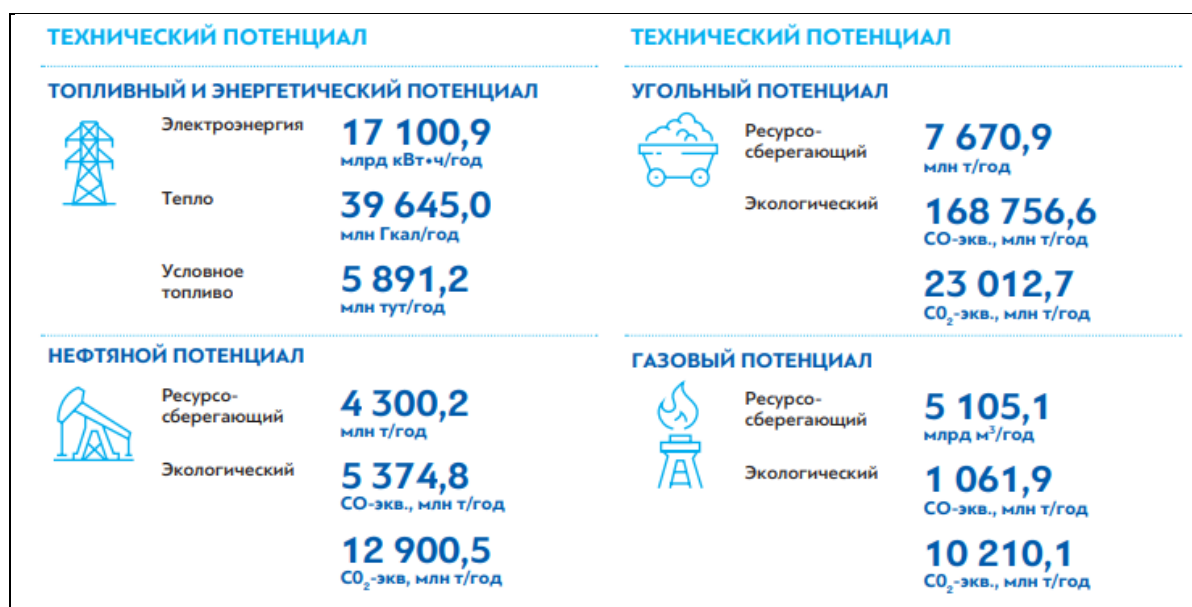 ТЕХНИЧЕСКИЙ ПОТЕНЦИАЛ
ТОПЛИВНЫЙ И ЭНЕРГЕТИЧЕСКИЙ ПОТЕНЦИАЛ
Электроэнергия
17 100,9
млрд кВт•ч/год
Тепло
39 645,0
млн Гкал/год
Условное
топливо
5 891,2
млн тут/год
НЕФТЯНОЙ ПОТЕНЦИАЛ
Ресурсо-
сберегающий
4 300,2
млн т/год
Экологический
5 374,8
СО-экв., млн т/год
12 900,5
С0₂-экв, млн т/год
ТЕХНИЧЕСКИЙ ПОТЕНЦИАЛ
УГОЛЬНЫЙ ПОТЕНЦИАЛ
Ресурсо-
сберегающий
7 670,9
млн т/год
Экологический
168 756,6
СО-экв., млн т/год
23 012,7
С0₂-экв., млн т/год
ГАЗОВЫЙ ПОТЕНЦИАЛ
Ресурсо-
сберегающий
5 105,1
млрд м³/год
Экологический
1 061,9
СО-экв., млн т/год
10 210,1
С0₂-экв., млн т/год